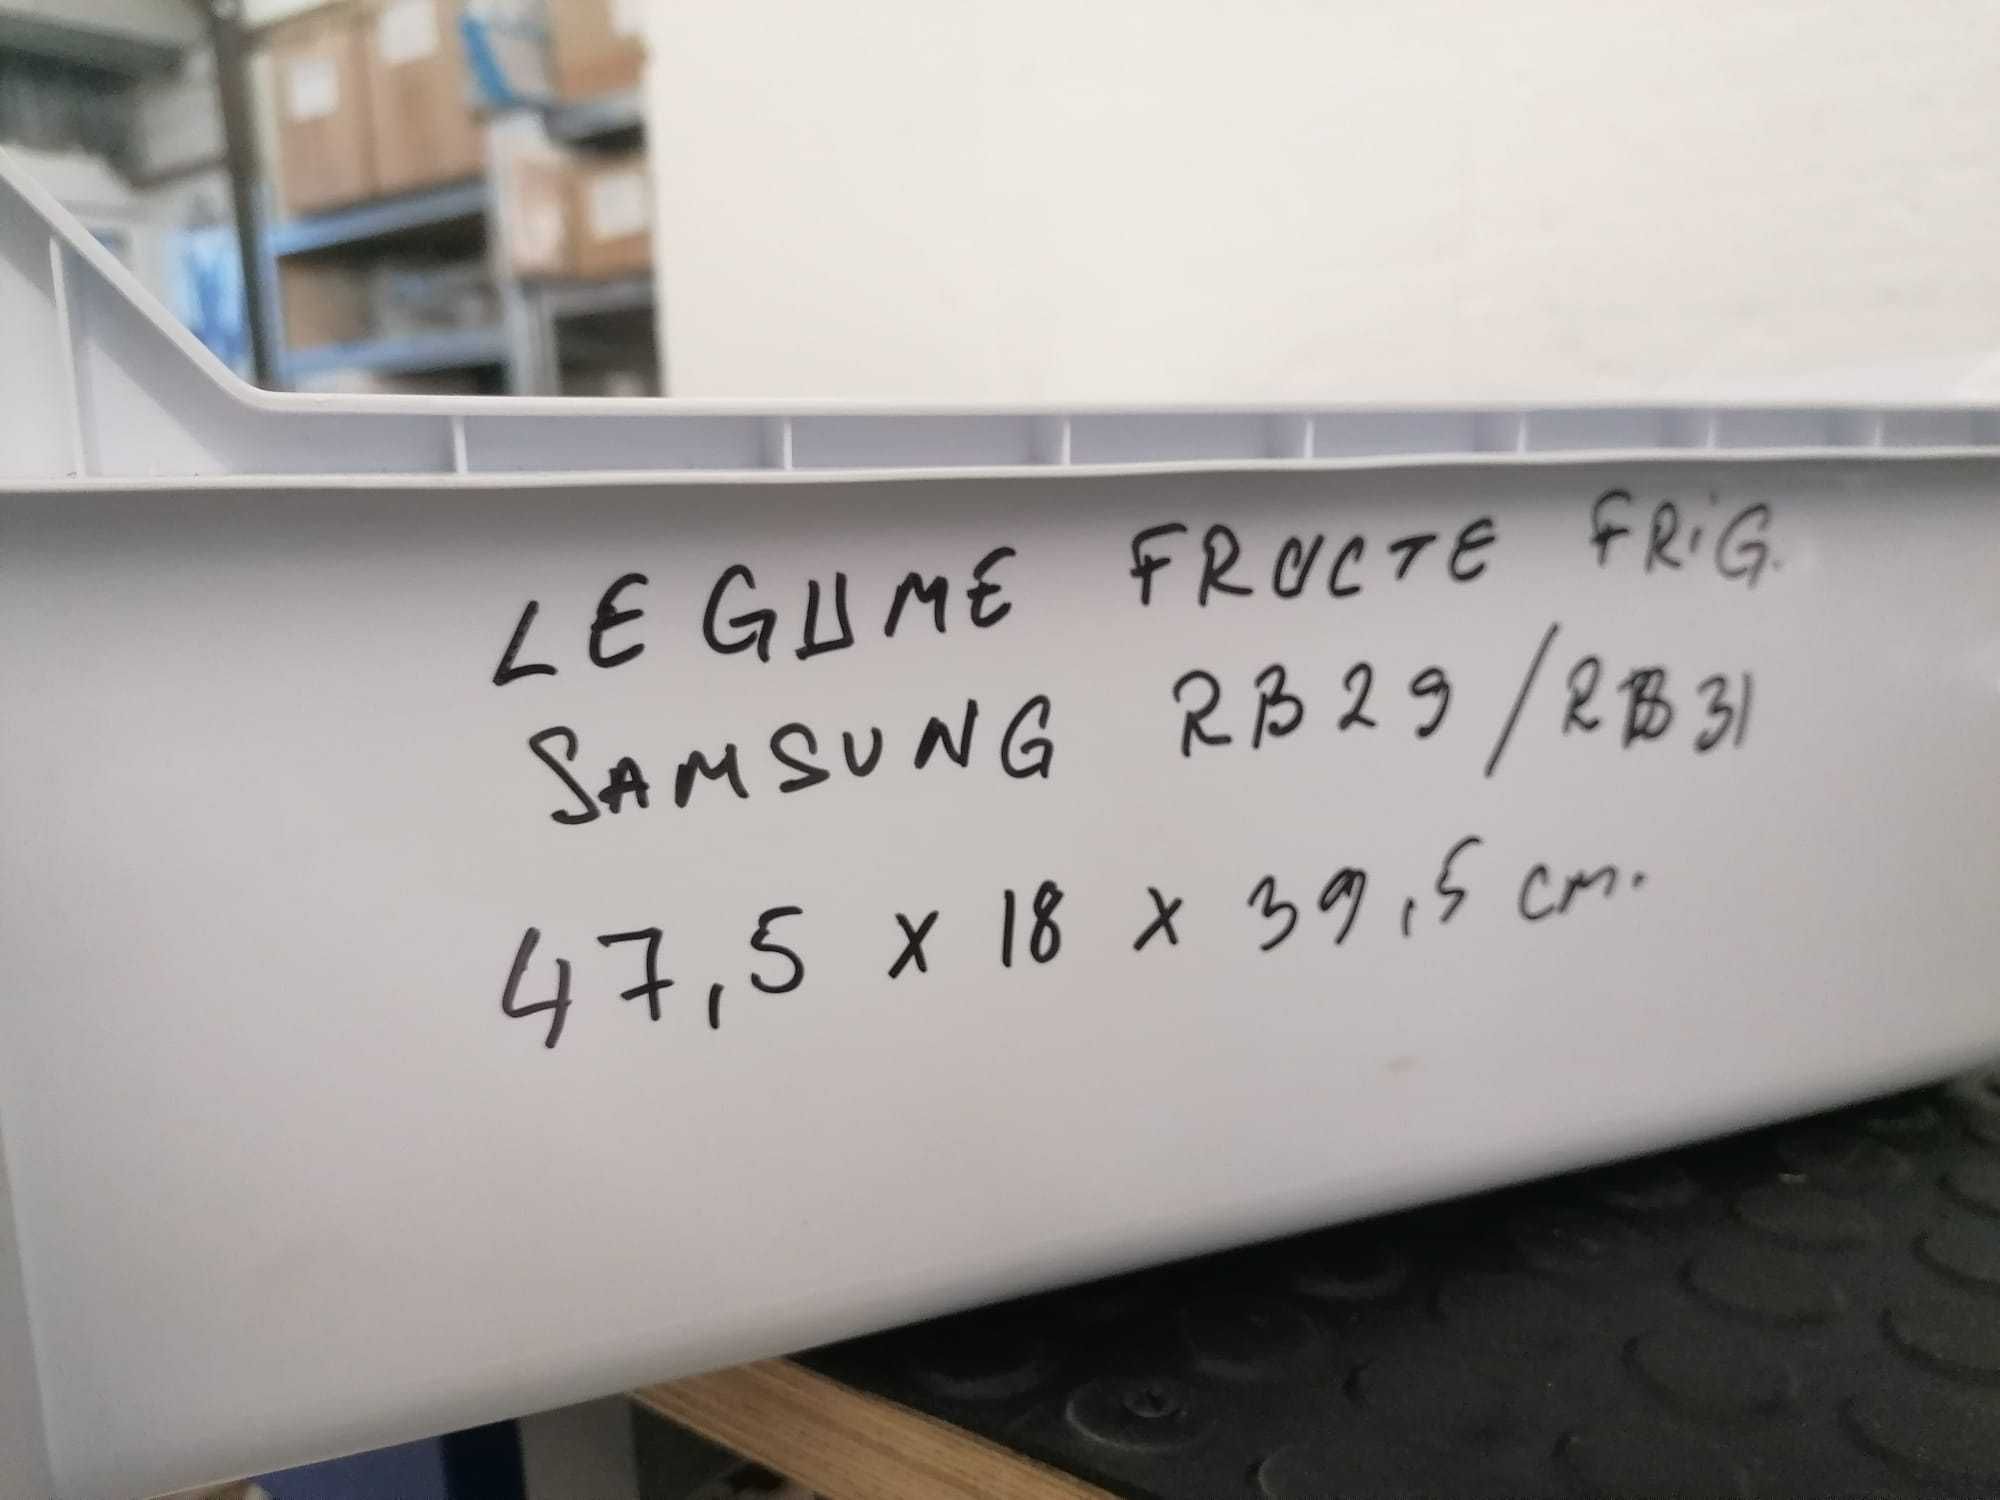 LEGUME FRUCTE FRIG.
SAMSUNG RB29/RB31
47,5 x 18 x 39,5 cm.